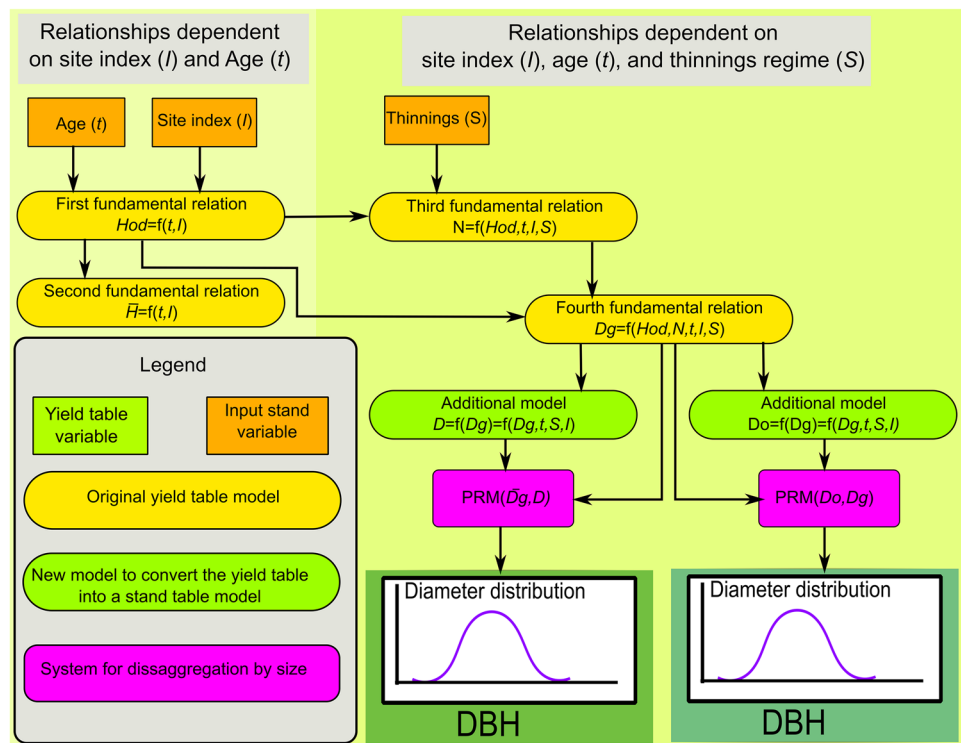 Relationships dependent
on site index (I) and Age (t)
Relationships dependent on
site index (I), age (t), and thinnings regime (S)
Age (t)
Site index (I)
Thinnings (S)
First fundamental relation
Hod=f(t,I)
Third fundamental relation
N=f(Hod,t,I,S)
Second fundamental relation
H̅=f(t,I)
Fourth fundamental relation
Dg=f(Hod,N,t,I,S)
Legend
Yield table
variable
Input stand
variable
Original yield table model
New model to convert the yield table
into a stand table model
System for dissaggregation by size
Additional model
D=f(Dg)=f(Dg,t,S,I)
Additional model
Do=f(Dg)=f(Dg,t,S,I)
PRM(D̅g,D)
PRM(Do,Dg)
Diameter distribution
DBH
Diameter distribution
DBH